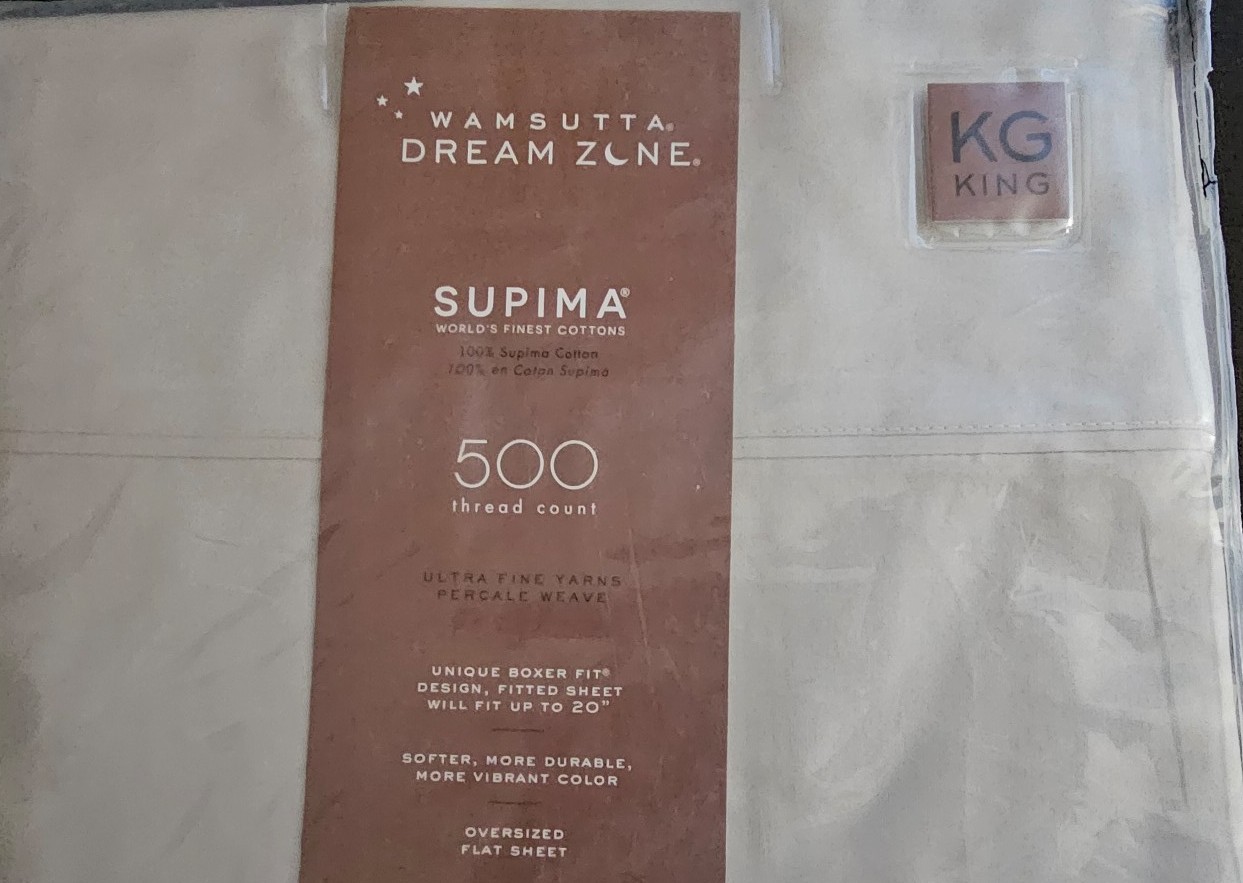 WAMSUTTA®
DREAM ZONE®
KG
KING
SUPIMA®
WORLD'S FINEST COTTONS
100% Supima Cotton
100% en Coton Supima
500
thread count
ULTRA FINE YARNS
PERCALE WEAVE
UNIQUE BOXER FIT®
DESIGN, FITTED SHEET
WILL FIT UP TO 20”
SOFTER, MORE DURABLE,
MORE VIBRANT COLOR
OVERSIZED
FLAT SHEET